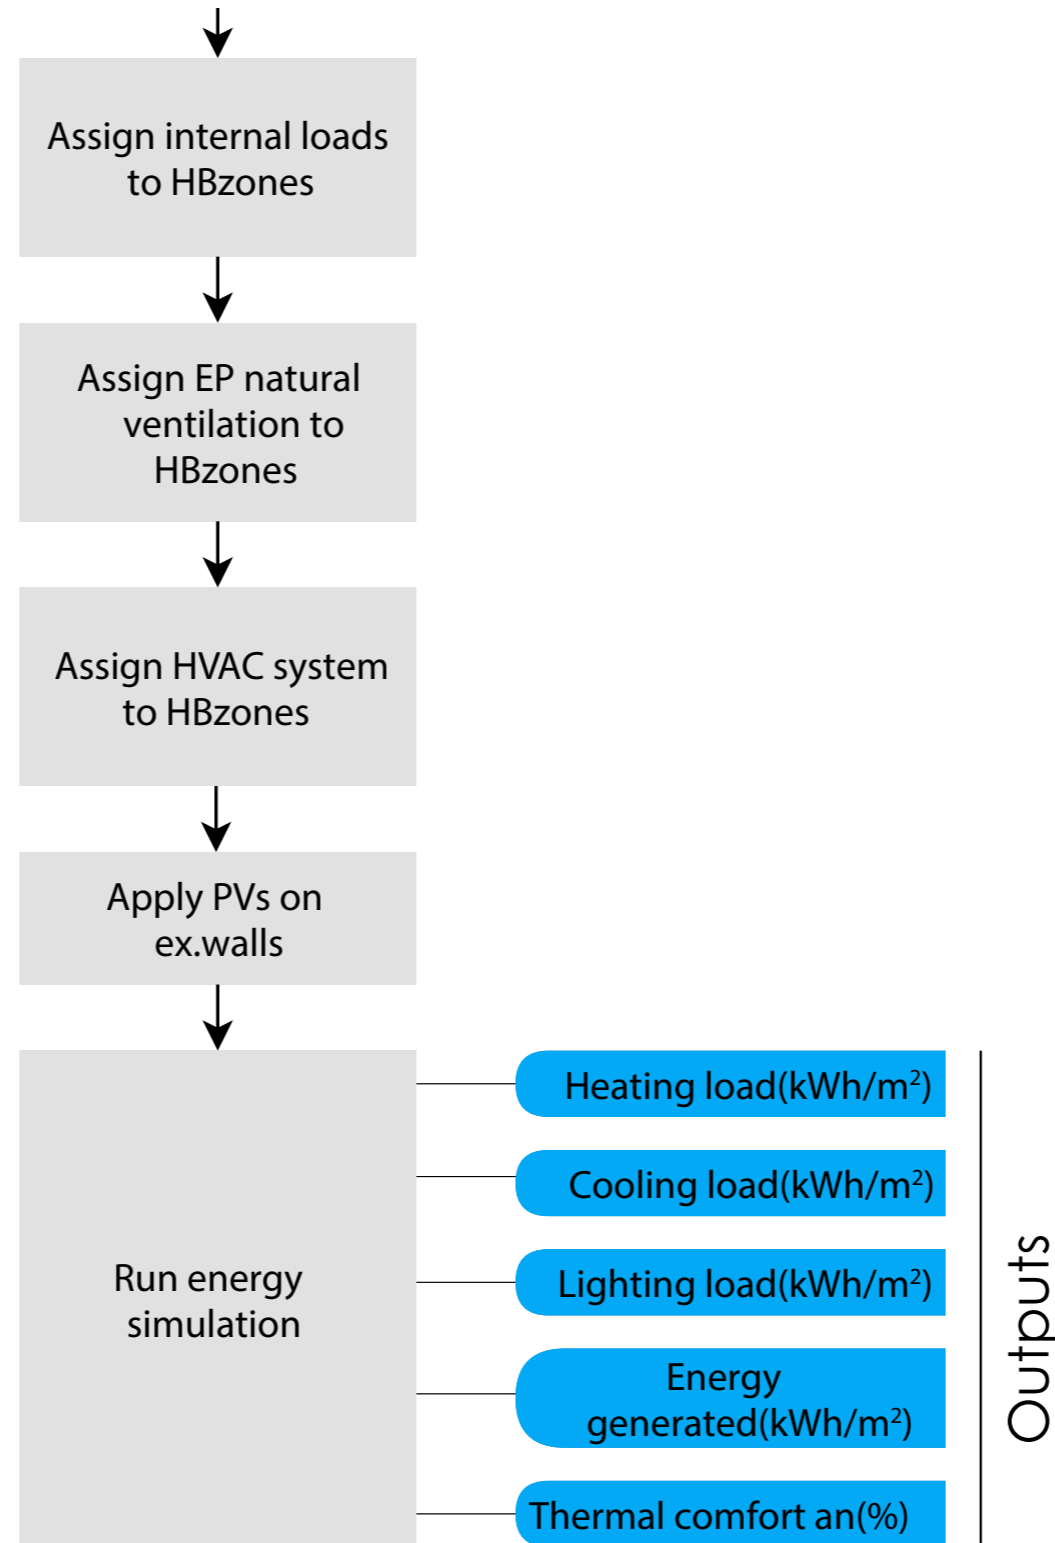 Assign internal loads
to HBzones
Assign EP natural
ventilation to
HBzones
Assign HVAC system
to HBzones
Apply PVs on
ex.walls
Run energy
simulation
Heating load(kWh/m²)
Cooling load(kWh/m²)
Lighting load(kWh/m²)
Energy
generated(kWh/m²)
Thermal comfort an(%)
Outputs